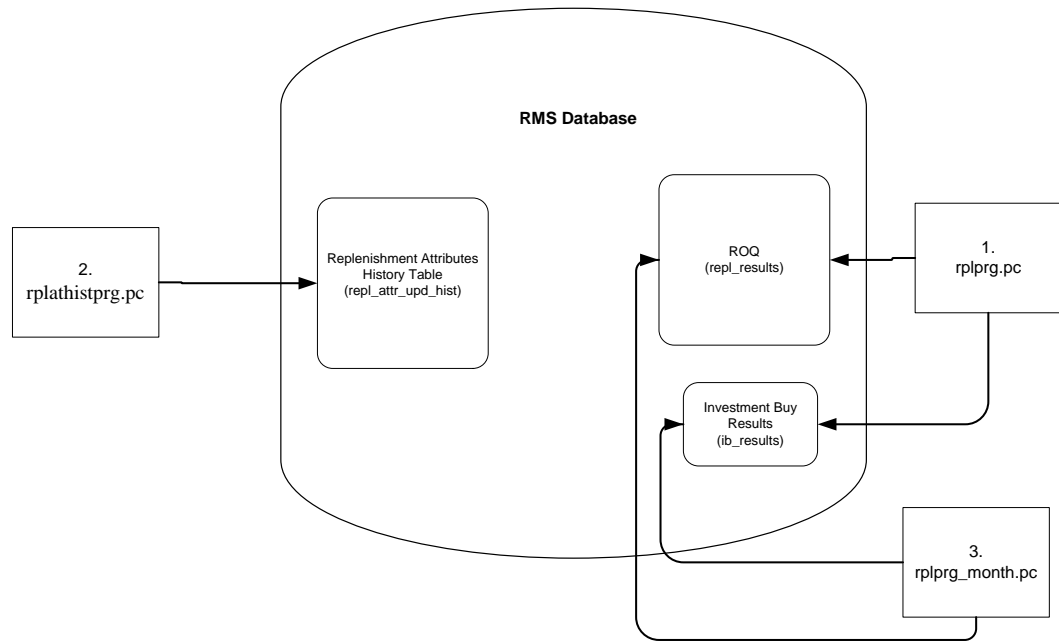 RMS Database
2.
rplathistprg.pc
Replenishment Attributes
History Table
(repl_attr_upd_hist)
ROQ
(repl_results)
1.
rplprg.pc
Investment Buy
Results
(ib_results)
3.
rplprg_month.pc